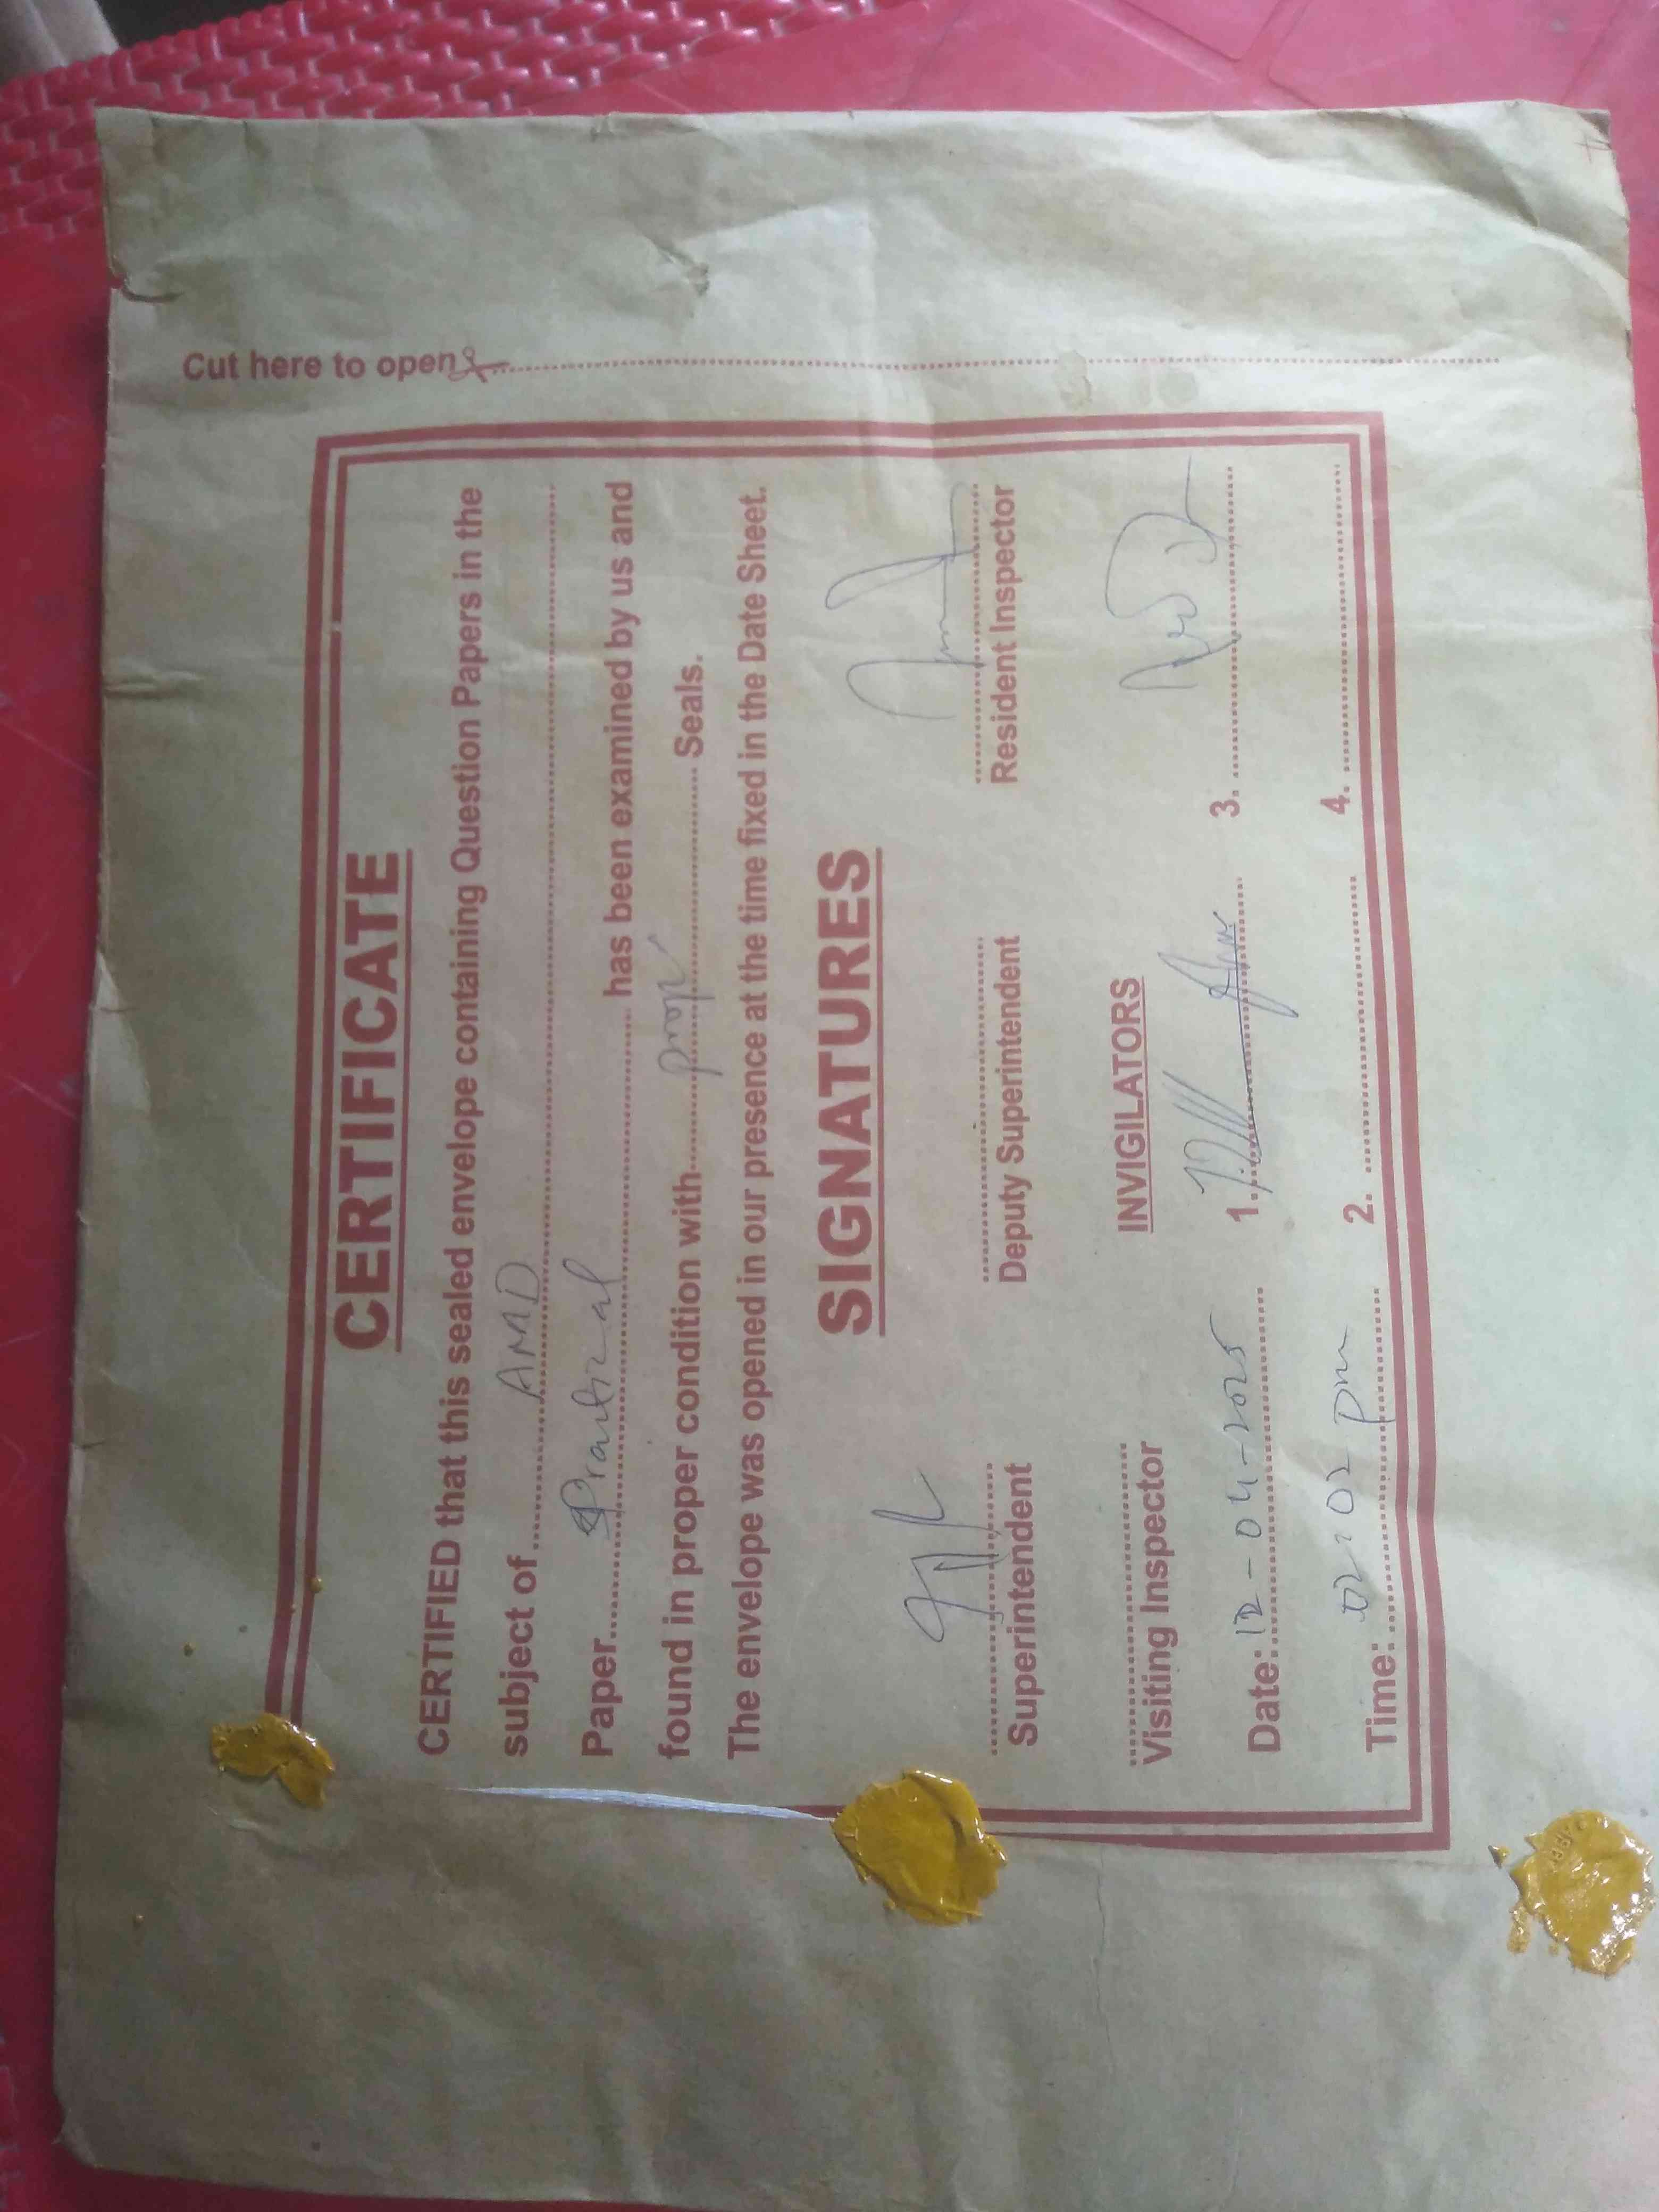 Cut here to open
CERTIFICATE
CERTIFIED that this sealed envelope containing Question Papers in the
subject of AMD
Paper Practical has been examined by us and
found in proper condition with prop Seals.
The envelope was opened in our presence at the time fixed in the Date Sheet.
SIGNATURES
Superintendent Deputy Superintendent Resident Inspector
INVIGILATORS
Visiting Inspector
Date: 12-04-2025 1. 3.
Time: 02:02 pm 2. 4.